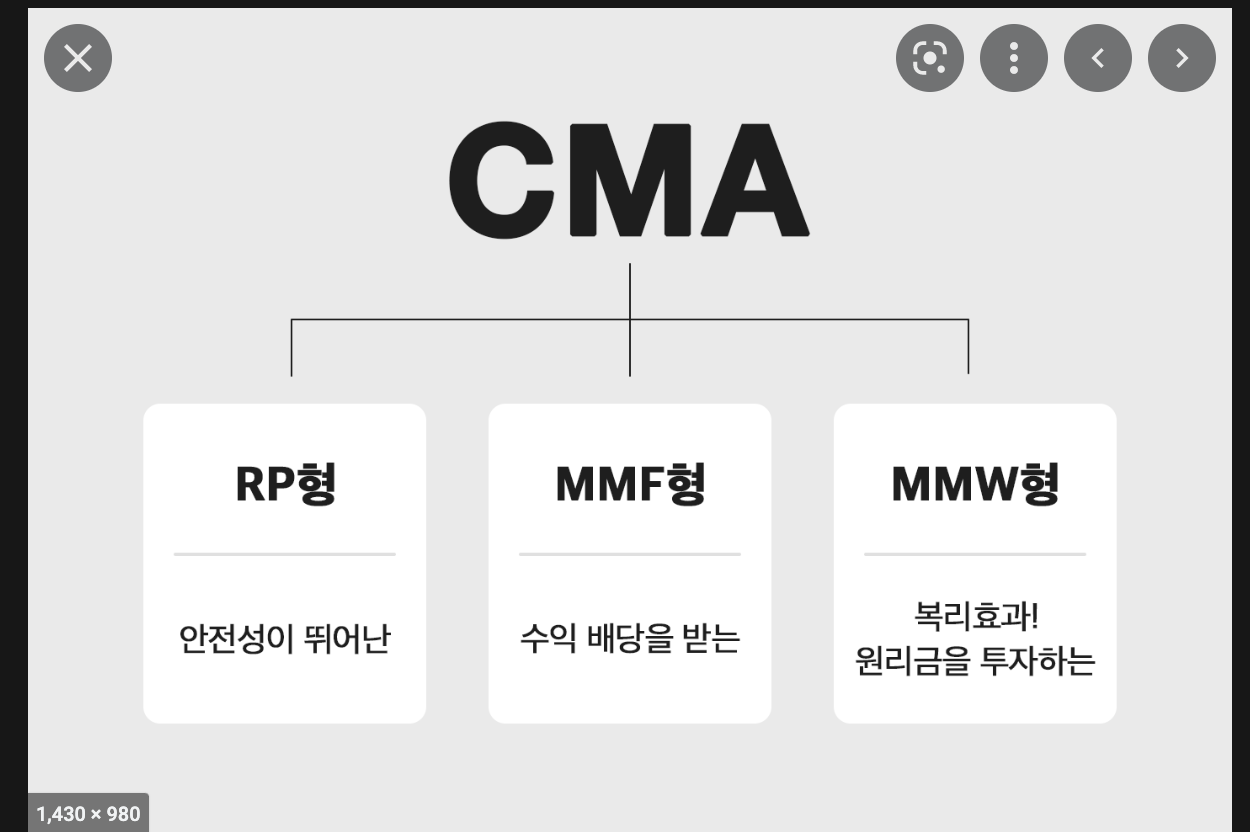 CMA
RP형
안전성이 뛰어난
MMF형
수익 배당을 받는
MMW형
복리효과!
원리금을 투자하는
1,430 × 980